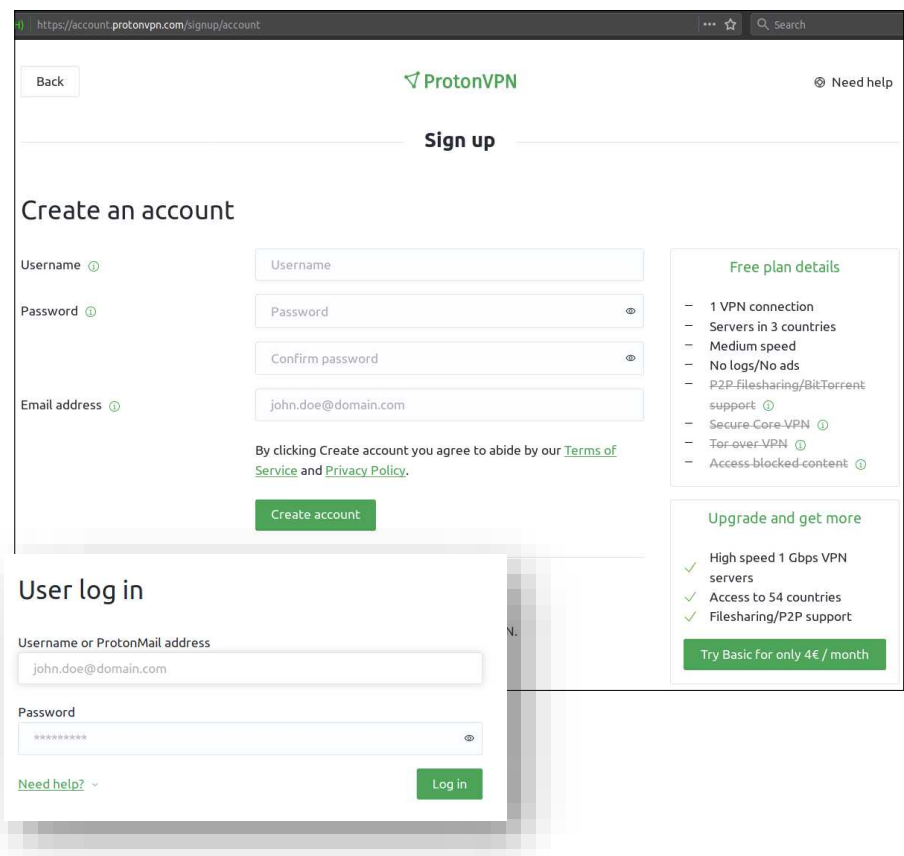 https://account.protonvpn.com/signup/account
Search
Back
ProtonVPN
Need help
Sign up
Create an account
Username
Username
Password
Password
Confirm password
Email address
john.doe@domain.com
By clicking Create account you agree to abide by our Terms of
Service and Privacy Policy.
Create account
Free plan details
– 1 VPN connection
– Servers in 3 countries
– Medium speed
– No logs/No ads
– P2P filesharing/BitTorrent
support
– Secure Core VPN
– Tor over VPN
– Access blocked content
Upgrade and get more
High speed 1 Gbps VPN
servers
Access to 54 countries
Filesharing/P2P support
Try Basic for only 4€ / month
N.
User log in
Username or ProtonMail address
john.doe@domain.com
Password
*********
Need help?
Log in